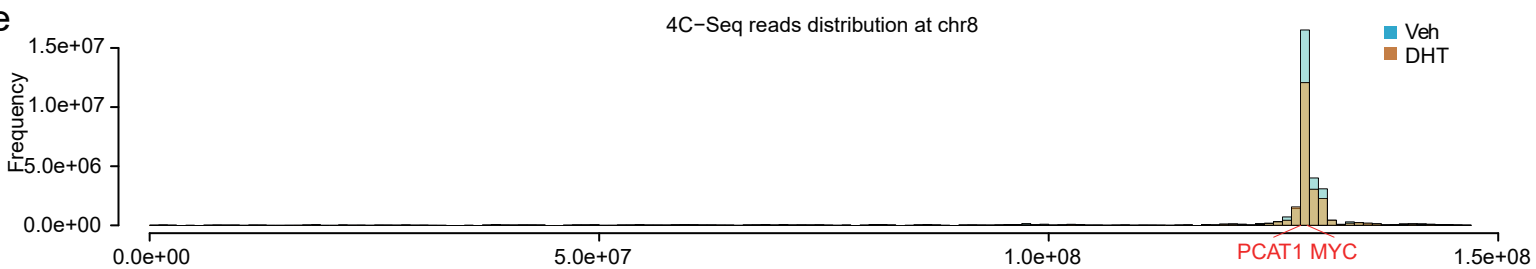 e
4C−Seq reads distribution at chr8
Veh
DHT
Frequency
1.5e+07
1.0e+07
5.0e+06
0.0e+00
0.0e+00 5.0e+07 1.0e+08 1.5e+08
PCAT1 MYC